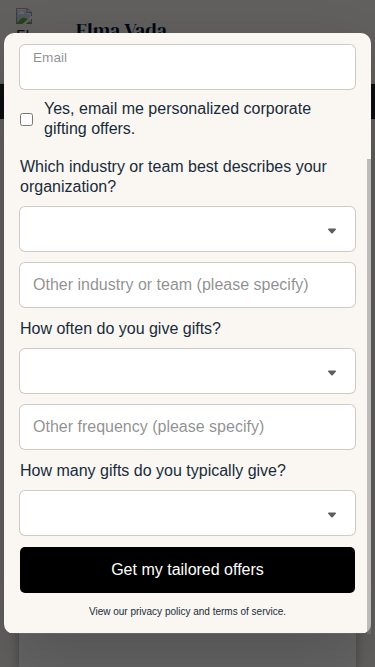 Elma Vada
Email
Yes, email me personalized corporate
gifting offers.
Which industry or team best describes your
organization?
Other industry or team (please specify)
How often do you give gifts?
Other frequency (please specify)
How many gifts do you typically give?
Get my tailored offers
View our privacy policy and terms of service.